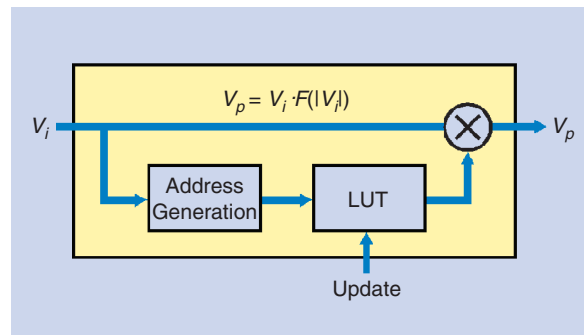 V_p = V_i · F(|V_i|)
V_i
×
V_p
Address
Generation
LUT
Update